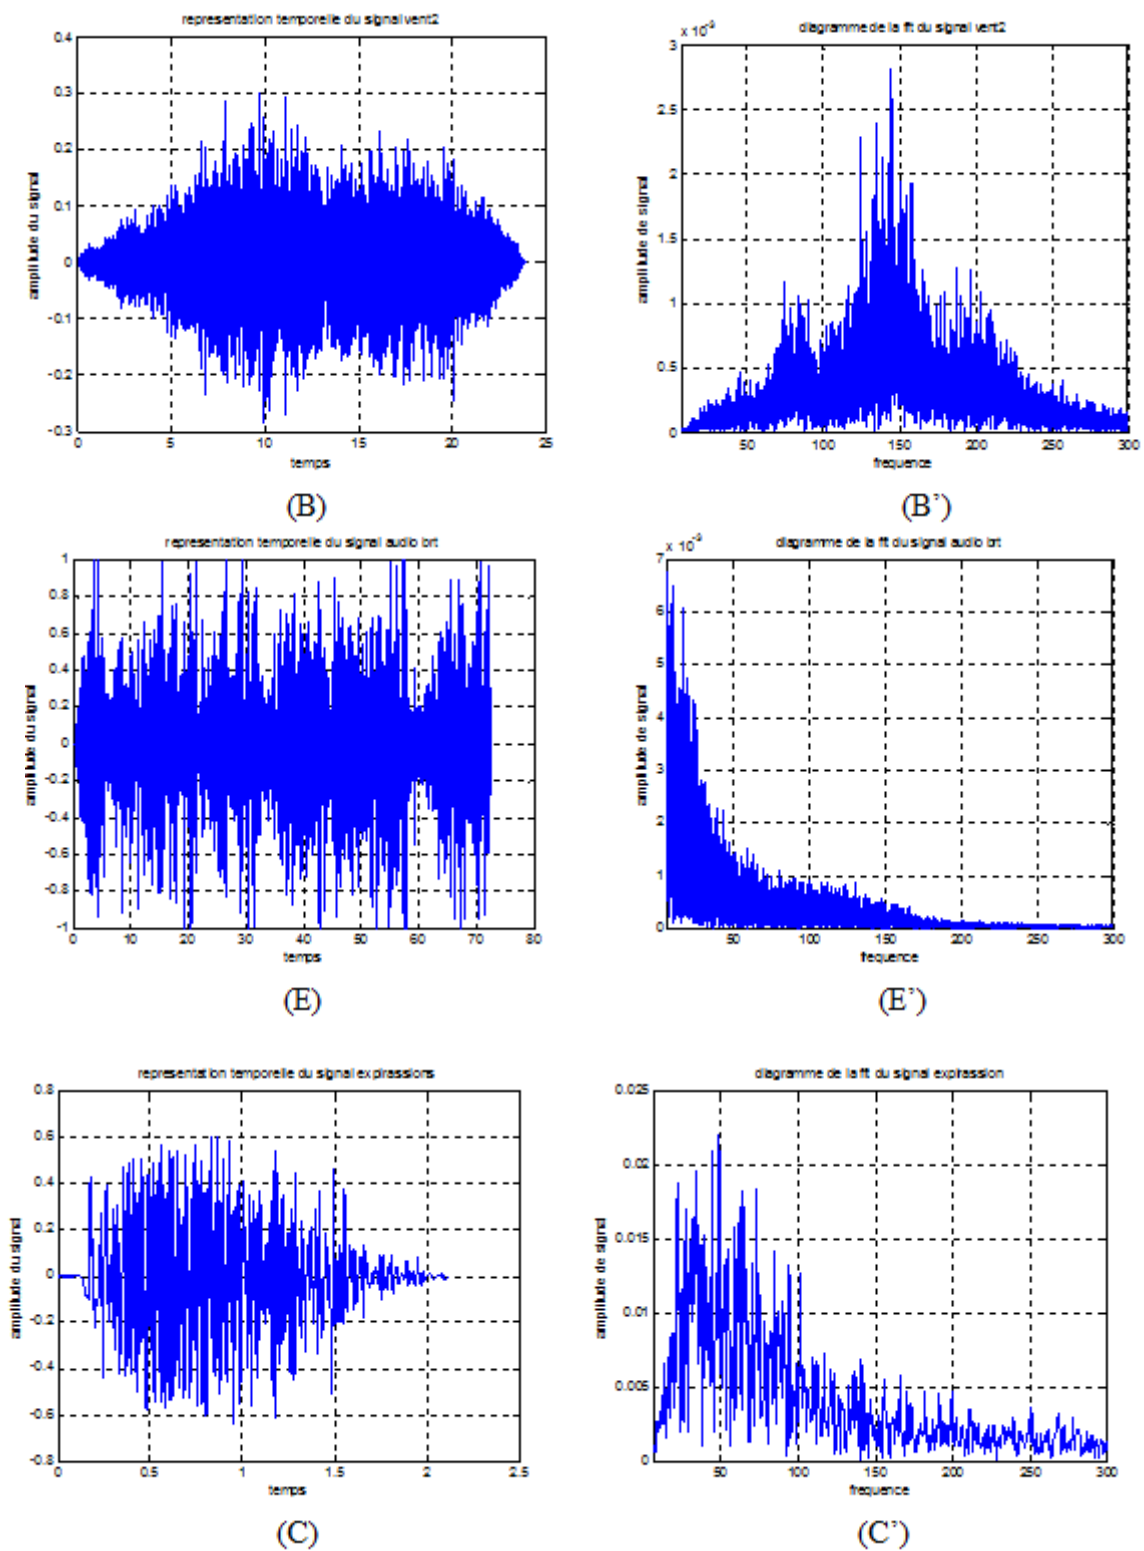 representation temporelle du signal vent2
0.4
0.3
0.2
0.1
0
-0.1
-0.2
-0.3
0 5 10 15 20 25
temps
amplitude du signal
(B)
diagramme de la fft du signal vent2
x 10
3
2.5
2
1.5
1
0.5
0
50 100 150 200 250 300
frequence
amplitude de signal
(B’)
representation temporelle du signal audio brt
1
0.8
0.6
0.4
0.2
0
-0.2
-0.4
-0.6
-0.8
-1
0 10 20 30 40 50 60 70 80
temps
amplitude du signal
(E)
diagramme de la fft du signal audio brt
x 10
7
6
5
4
3
2
1
0
50 100 150 200 250 300
frequence
amplitude de signal
(E’)
representation temporelle du signal expirassions
0.8
0.6
0.4
0.2
0
-0.2
-0.4
-0.6
-0.8
0 0.5 1 1.5 2 2.5
temps
amplitude du signal
(C)
diagramme de la fft du signal expirassion
0.025
0.02
0.015
0.01
0.005
0
50 100 150 200 250 300
frequence
amplitude de signal
(C’)